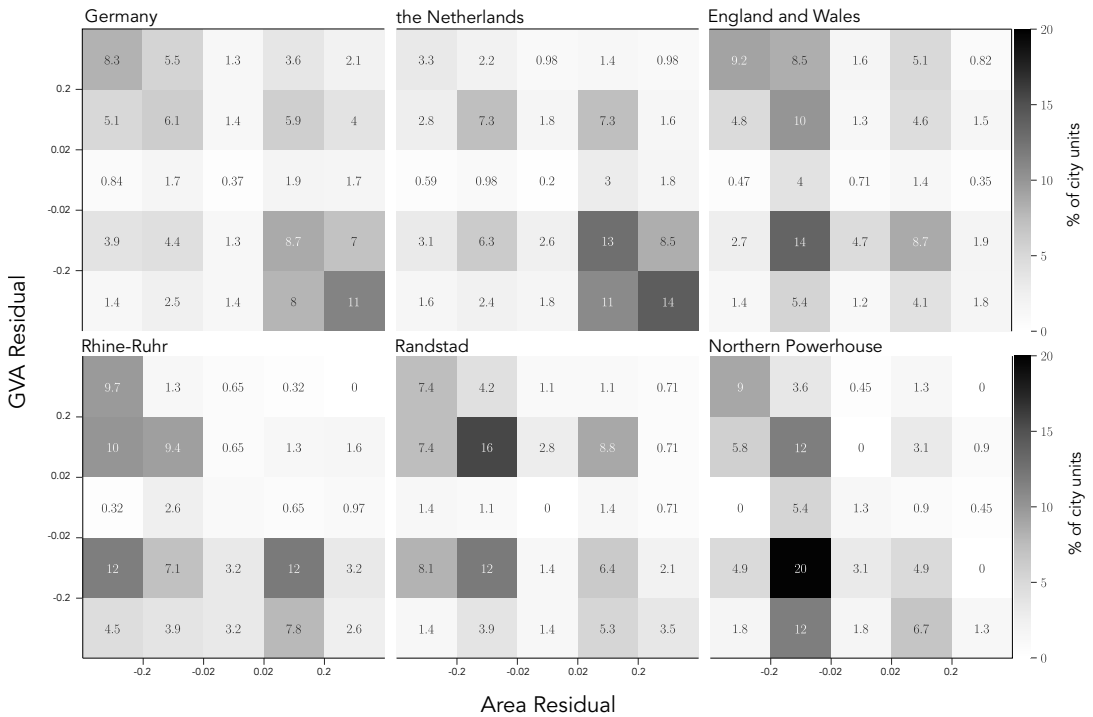 Germany the Netherlands England and Wales
20
8.3 5.5 1.3 3.6 2.1 3.3 2.2 0.98 1.4 0.98 9.2 8.5 1.6 5.1 0.82
0.2
15
5.1 6.1 1.4 5.9 4 2.8 7.3 1.8 7.3 1.6 4.8 10 1.3 4.6 1.5
0.02
0.84 1.7 0.37 1.9 1.7 0.59 0.98 0.2 3 1.8 0.47 4 0.71 1.4 0.35
10
% of city units
-0.02
3.9 4.4 1.3 8.7 7 3.1 6.3 2.6 13 8.5 2.7 14 4.7 8.7 1.9
5
-0.2
1.4 2.5 1.4 8 11 1.6 2.4 1.8 11 14 1.4 5.4 1.2 4.1 1.8
0
GVA Residual
Rhine-Ruhr Randstad Northern Powerhouse
20
9.7 1.3 0.65 0.32 0 7.4 4.2 1.1 1.1 0.71 9 3.6 0.45 1.3 0
0.2
15
10 9.4 0.65 1.3 1.6 7.4 16 2.8 8.8 0.71 5.8 12 0 3.1 0.9
0.02
0.32 2.6 0.65 0.97 1.4 1.1 0 1.4 0.71 0 5.4 1.3 0.9 0.45
10
% of city units
-0.02
12 7.1 3.2 12 3.2 8.1 12 1.4 6.4 2.1 4.9 20 3.1 4.9 0
5
-0.2
4.5 3.9 3.2 7.8 2.6 1.4 3.9 1.4 5.3 3.5 1.8 12 1.8 6.7 1.3
0
-0.2 -0.02 0.02 0.2 -0.2 -0.02 0.02 0.2 -0.2 -0.02 0.02 0.2
Area Residual